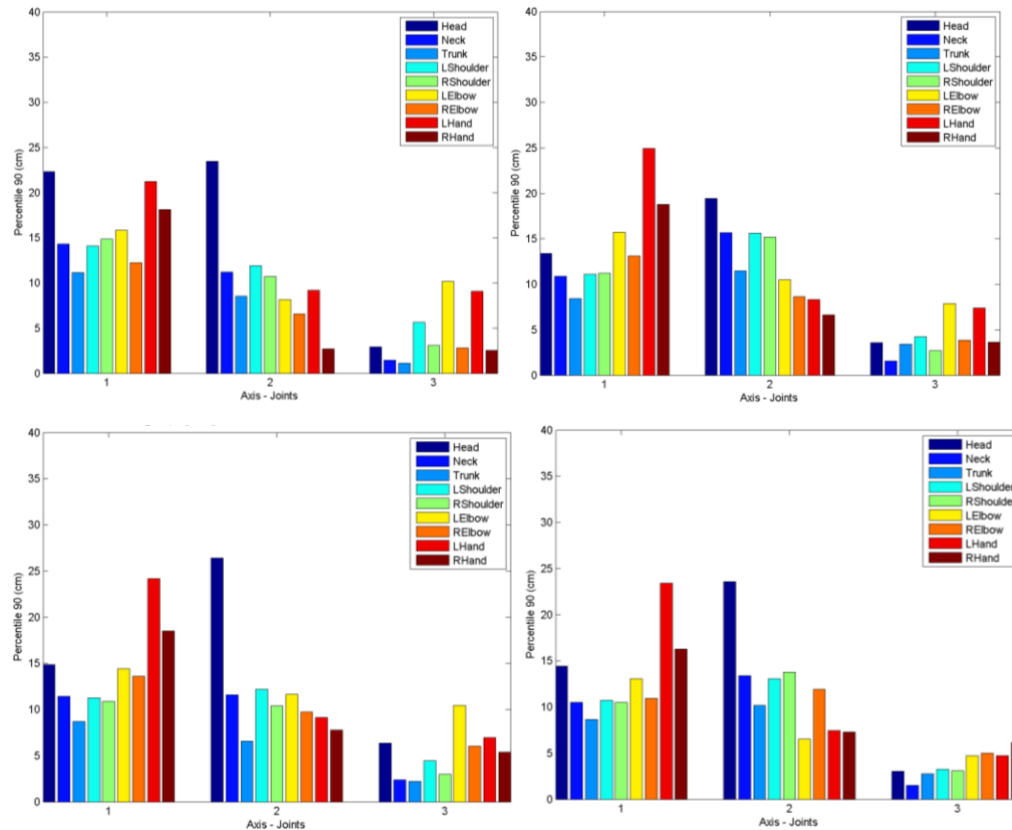 40
35
30
25
20
15
10
5
0
Percentile 90 (cm)
1
2
3
Axis - Joints
Head
Neck
Trunk
LShoulder
RShoulder
LElbow
RElbow
LHand
RHand
40
35
30
25
20
15
10
5
0
Percentile 90 (cm)
1
2
3
Axis - Joints
Head
Neck
Trunk
LShoulder
RShoulder
LElbow
RElbow
LHand
RHand
40
35
30
25
20
15
10
5
0
Percentile 90 (cm)
1
2
3
Axis - Joints
Head
Neck
Trunk
LShoulder
RShoulder
LElbow
RElbow
LHand
RHand
40
35
30
25
20
15
10
5
0
Percentile 90 (cm)
1
2
3
Axis - Joints
Head
Neck
Trunk
LShoulder
RShoulder
LElbow
RElbow
LHand
RHand